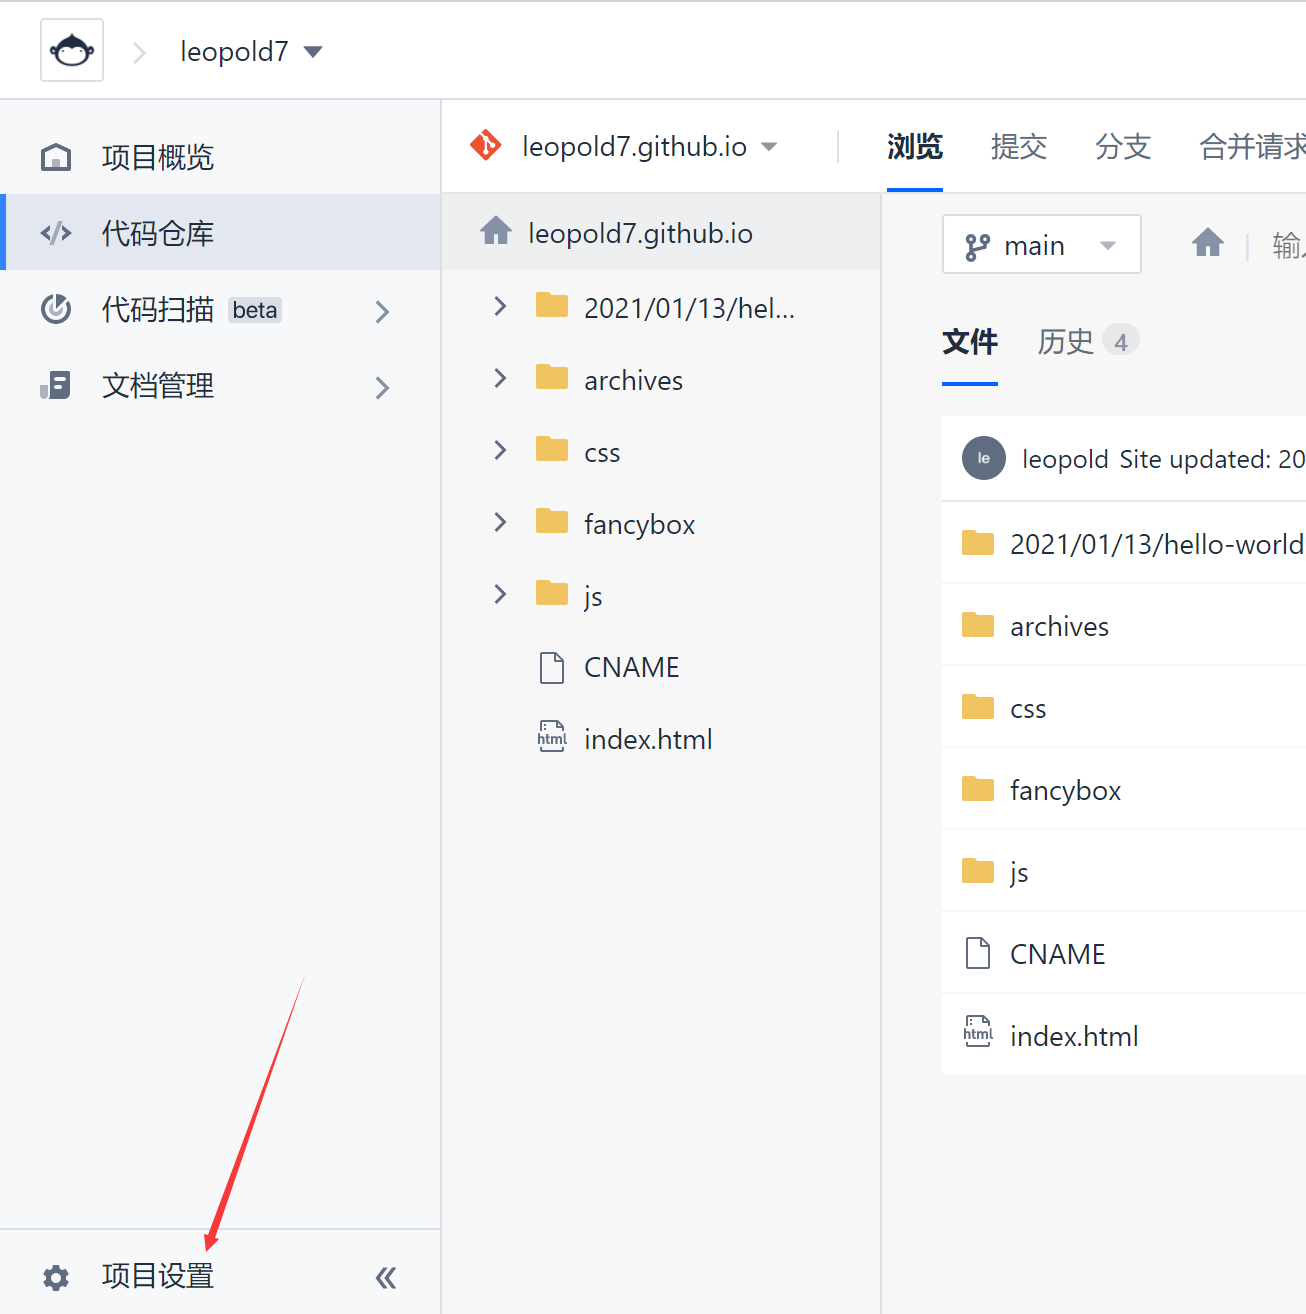 leopold7
项目概览
代码仓库
代码扫描 beta
文档管理
项目设置
leopold7.github.io
浏览 提交 分支 合并请求
leopold7.github.io
2021/01/13/hel...
archives
css
fancybox
js
CNAME
html index.html
main
输入
文件 历史 4
le leopold Site updated: 20
2021/01/13/hello-world
archives
css
fancybox
js
CNAME
html index.html